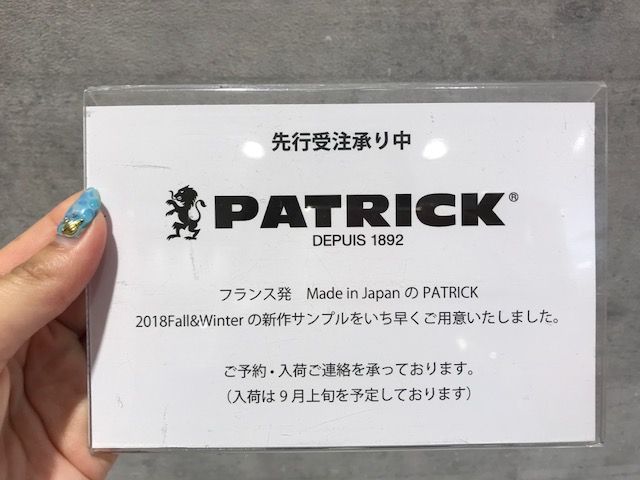 先行受注承り中
PATRICK®
DEPUIS 1892
フランス発　Made in Japan の PATRICK
2018Fall&Winter の新作サンプルをいち早くご用意いたしました。
ご予約・入荷ご連絡を承っております。
（入荷は 9 月上旬を予定しております）